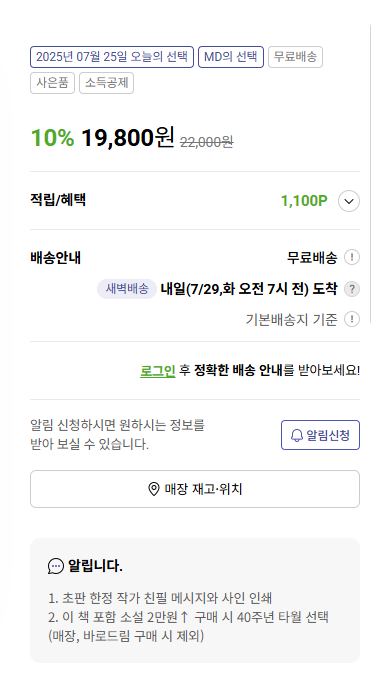 2025년 07월 25일 오늘의 선택 MD의 선택 무료배송
사은품 소득공제
10% 19,800원 22,000원
적립/혜택 1,100P
배송안내 무료배송 !
새벽배송 내일(7/29,화 오전 7시 전) 도착 ?
기본배송지 기준 !
로그인 후 정확한 배송 안내를 받아보세요!
알림 신청하시면 원하시는 정보를
받아 보실 수 있습니다.
알림신청
매장 재고·위치
알립니다.
1. 초판 한정 작가 친필 메시지와 사인 인쇄
2. 이 책 포함 소설 2만원↑ 구매 시 40주년 타월 선택
(매장, 바로드림 구매 시 제외)